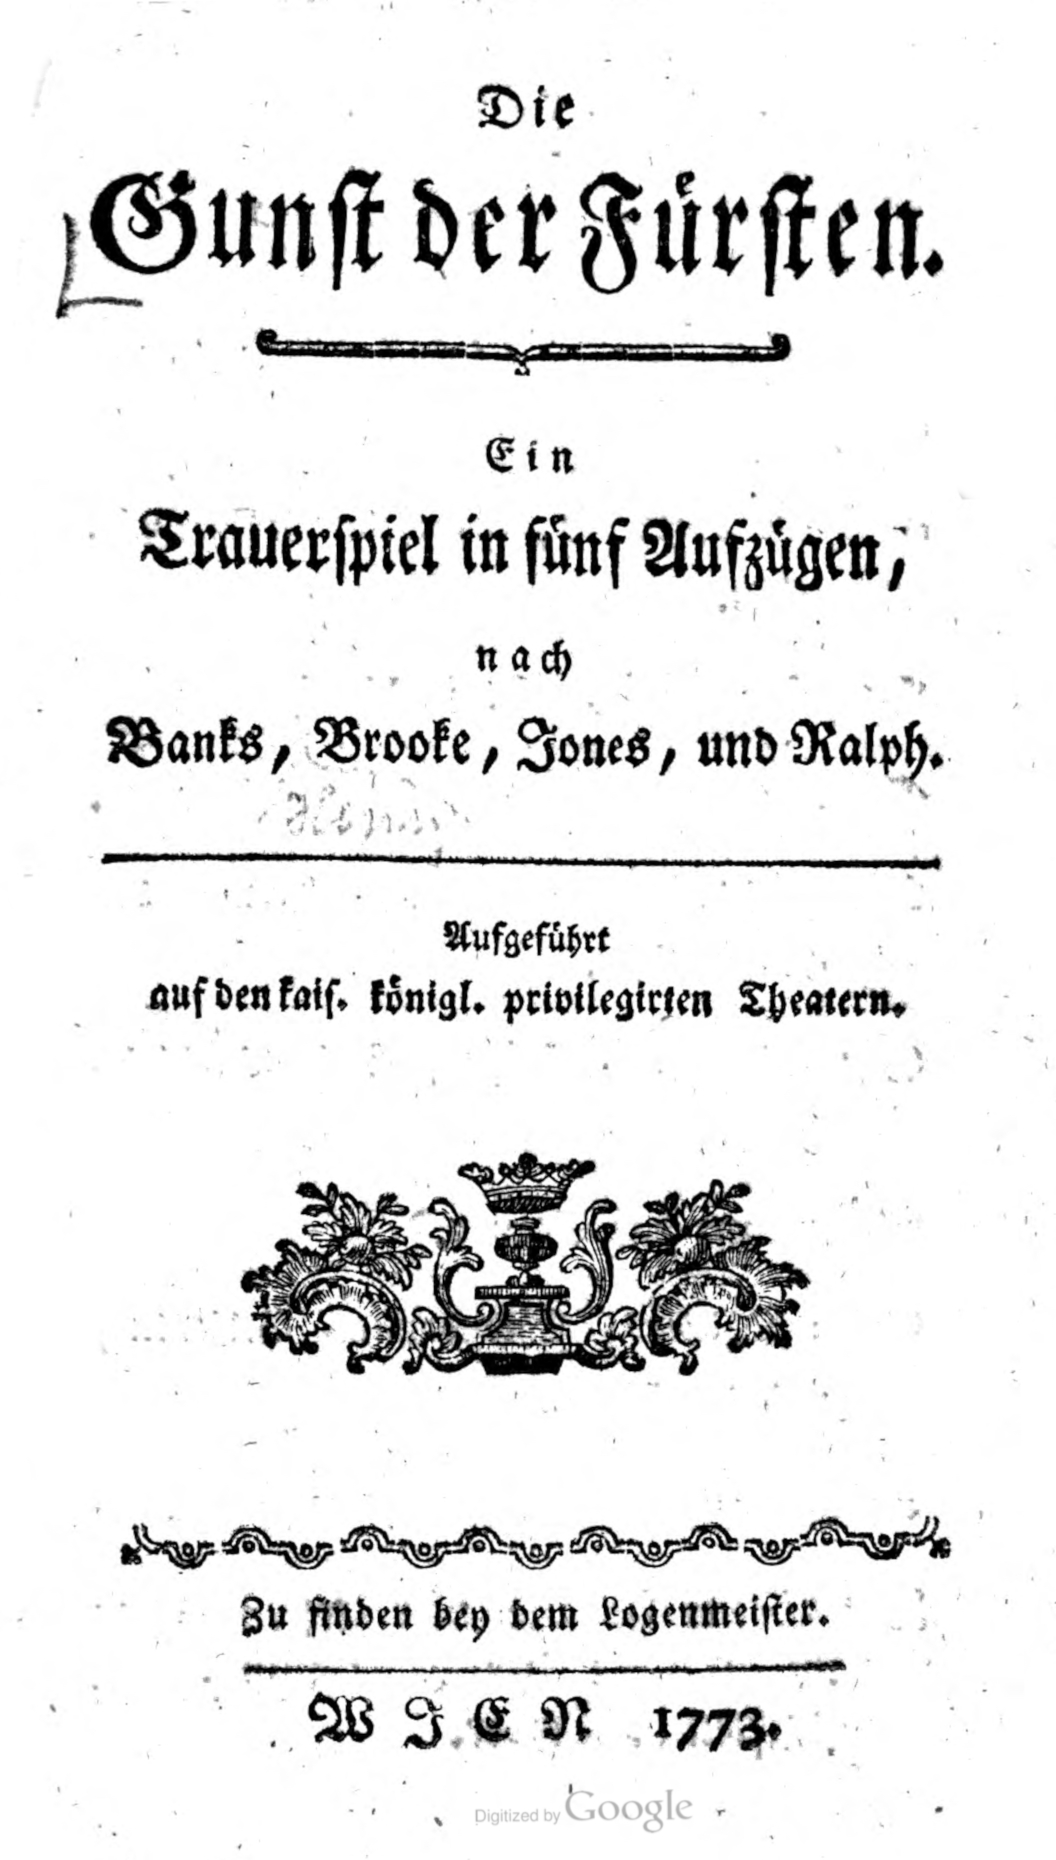 Die
Gunst der Fürsten.
Ein
Trauerspiel in fünf Aufzügen,
nach
Banks, Brooke, Jones, und Ralph.
Aufgeführt
auf den kais. königl. privilegirten Theatern.
Zu finden bey dem Logenmeister.
WIEN 1773.
Digitized by Google